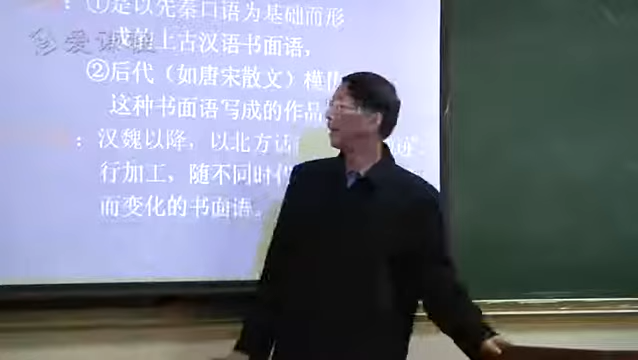 ：①是以先秦口语为基础而形
成的上古汉语书面语，
爱课程
②后代（如唐宋散文）模
这种书面语写成的作品
：汉魏以降，以北方话
行加工，随不同时代
而变化的书面语。